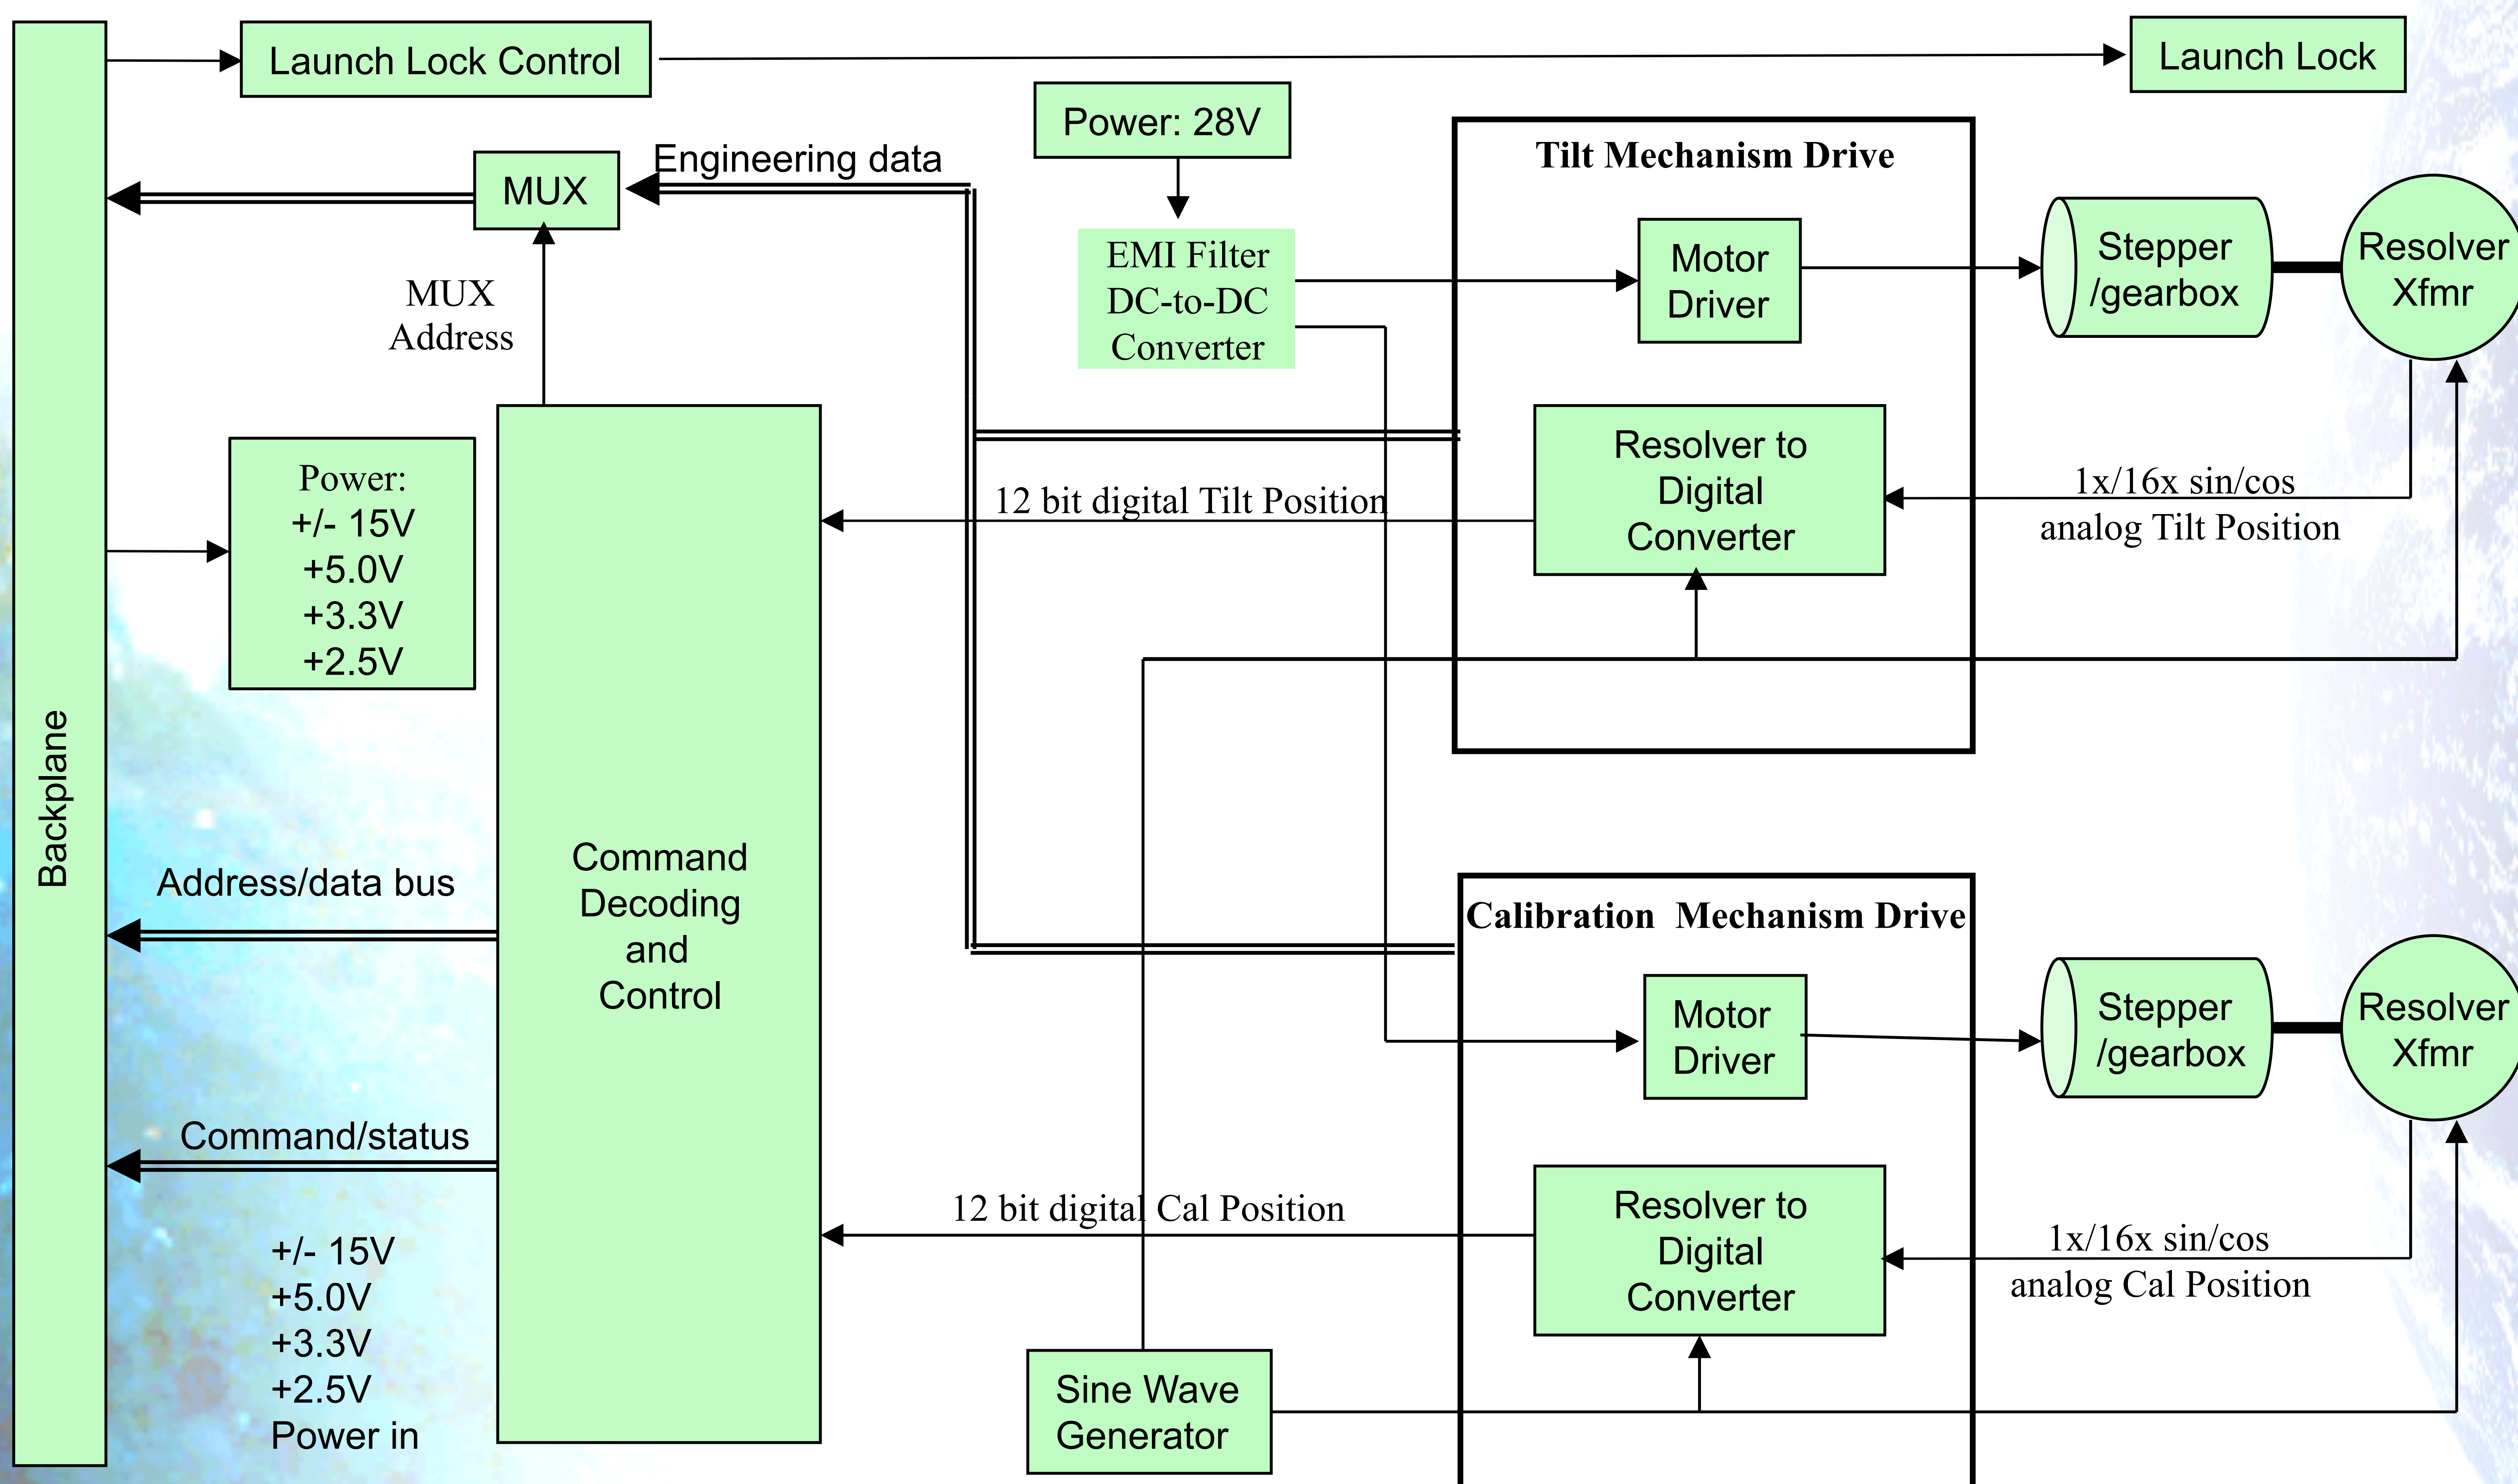 Launch Lock Control
Launch Lock
Power: 28V
Engineering data
MUX
Tilt Mechanism Drive
EMI Filter
DC-to-DC
Converter
Motor
Driver
Stepper
/gearbox
Resolver
Xfmr
MUX
Address
Power:
+/- 15V
+5.0V
+3.3V
+2.5V
12 bit digital Tilt Position
Resolver to
Digital
Converter
1x/16x sin/cos
analog Tilt Position
Backplane
Address/data bus
Command
Decoding
and
Control
Calibration  Mechanism Drive
Motor
Driver
Stepper
/gearbox
Resolver
Xfmr
Command/status
12 bit digital Cal Position
Resolver to
Digital
Converter
1x/16x sin/cos
analog Cal Position
+/- 15V
+5.0V
+3.3V
+2.5V
Power in
Sine Wave
Generator